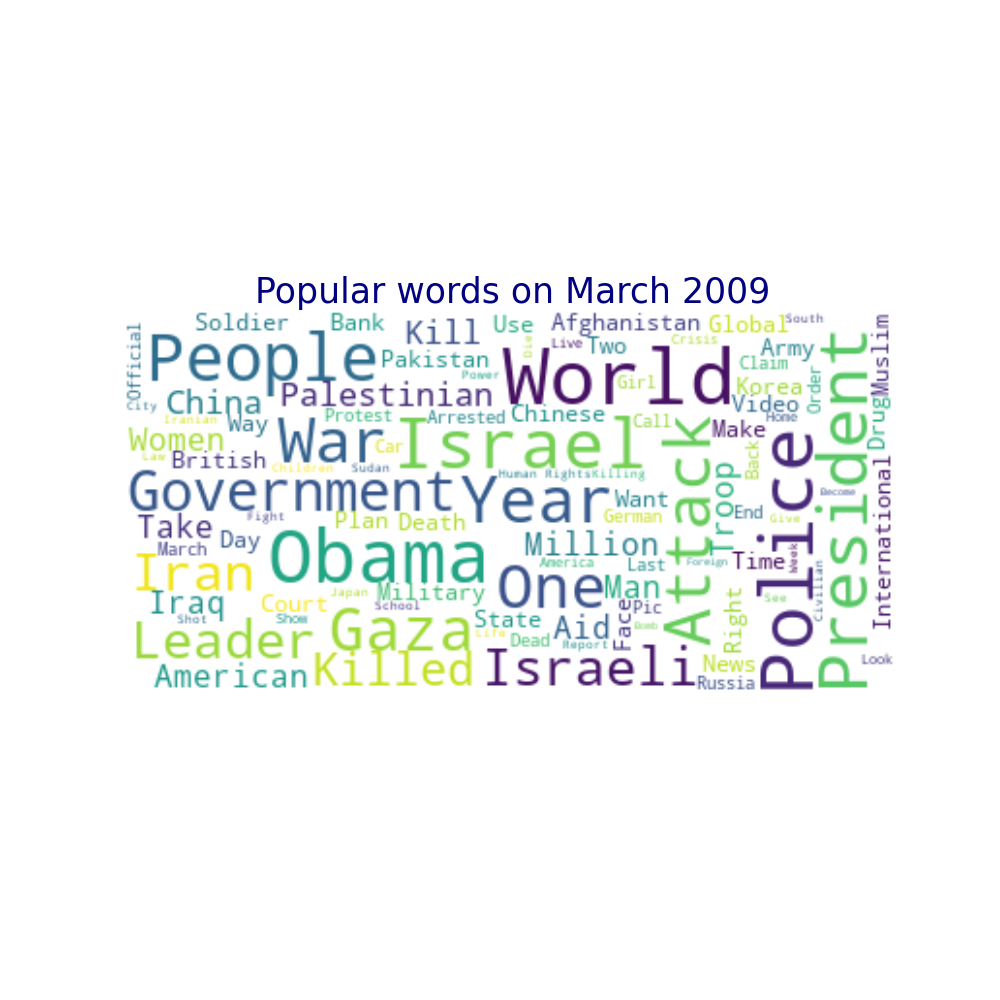 Popular words on March 2009
Official
Soldier
Bank
Kill
Use
Afghanistan
Global
South
Muslim
People
Pakistan
Power
Died
Live
Two
Crisis
Army
Claim
World
Girl
Korea
Order
President
City
China
Palestinian
Iranian
Way
Protest
Arrested
Chinese
Call
Video
Home
Drug
Women
War
Car
Israel
Make
Law
British
Children
Sudan
Human Rights
Killing
Attack
Back
Police
Government
Year
Want
German
Troop
End
Give
Become
International
Take
Fight
Plan
Death
March
Day
Obama
Million
America
Last
Foreign
Time
Week
Iran
One
Man
Civilian
Iraq
Court
Japan
Military
School
Shot
Show
State
Aid
Face
Pic
Right
See
Leader
Gaza
Life
Dead
Report
Bomb
American
Killed
Israeli
News
Russia
Look